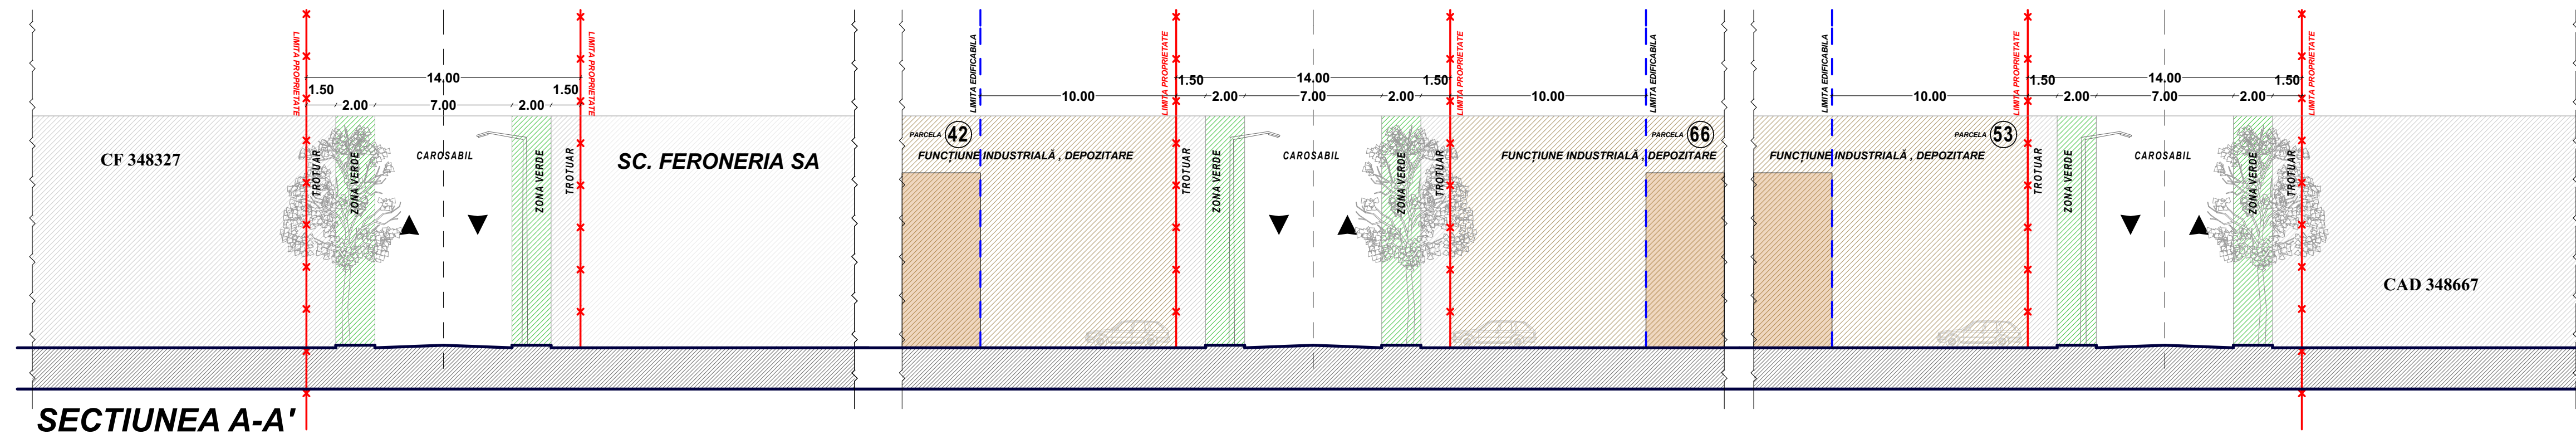 LIMITA PROPRIETATE
LIMITA PROPRIETATE
14,00
1.50
2.00
7.00
2.00
1.50
CF 348327
TROTUAR
ZONA VERDE
CAROSABIL
ZONA VERDE
TROTUAR
SC. FERONERIA SA
LIMITA EDIFICABILA
LIMITA PROPRIETATE
LIMITA PROPRIETATE
LIMITA EDIFICABILA
14,00
10.00
1.50
2.00
7.00
2.00
1.50
10.00
PARCELA 42
FUNCȚIUNE INDUSTRIALĂ , DEPOZITARE
TROTUAR
ZONA VERDE
CAROSABIL
ZONA VERDE
TROTUAR
PARCELA 66
FUNCȚIUNE INDUSTRIALĂ , DEPOZITARE
LIMITA EDIFICABILA
LIMITA PROPRIETATE
LIMITA PROPRIETATE
14,00
10.00
1.50
2.00
7.00
2.00
1.50
PARCELA 53
FUNCȚIUNE INDUSTRIALĂ , DEPOZITARE
TROTUAR
ZONA VERDE
CAROSABIL
ZONA VERDE
TROTUAR
CAD 348667
SECTIUNEA A-A'